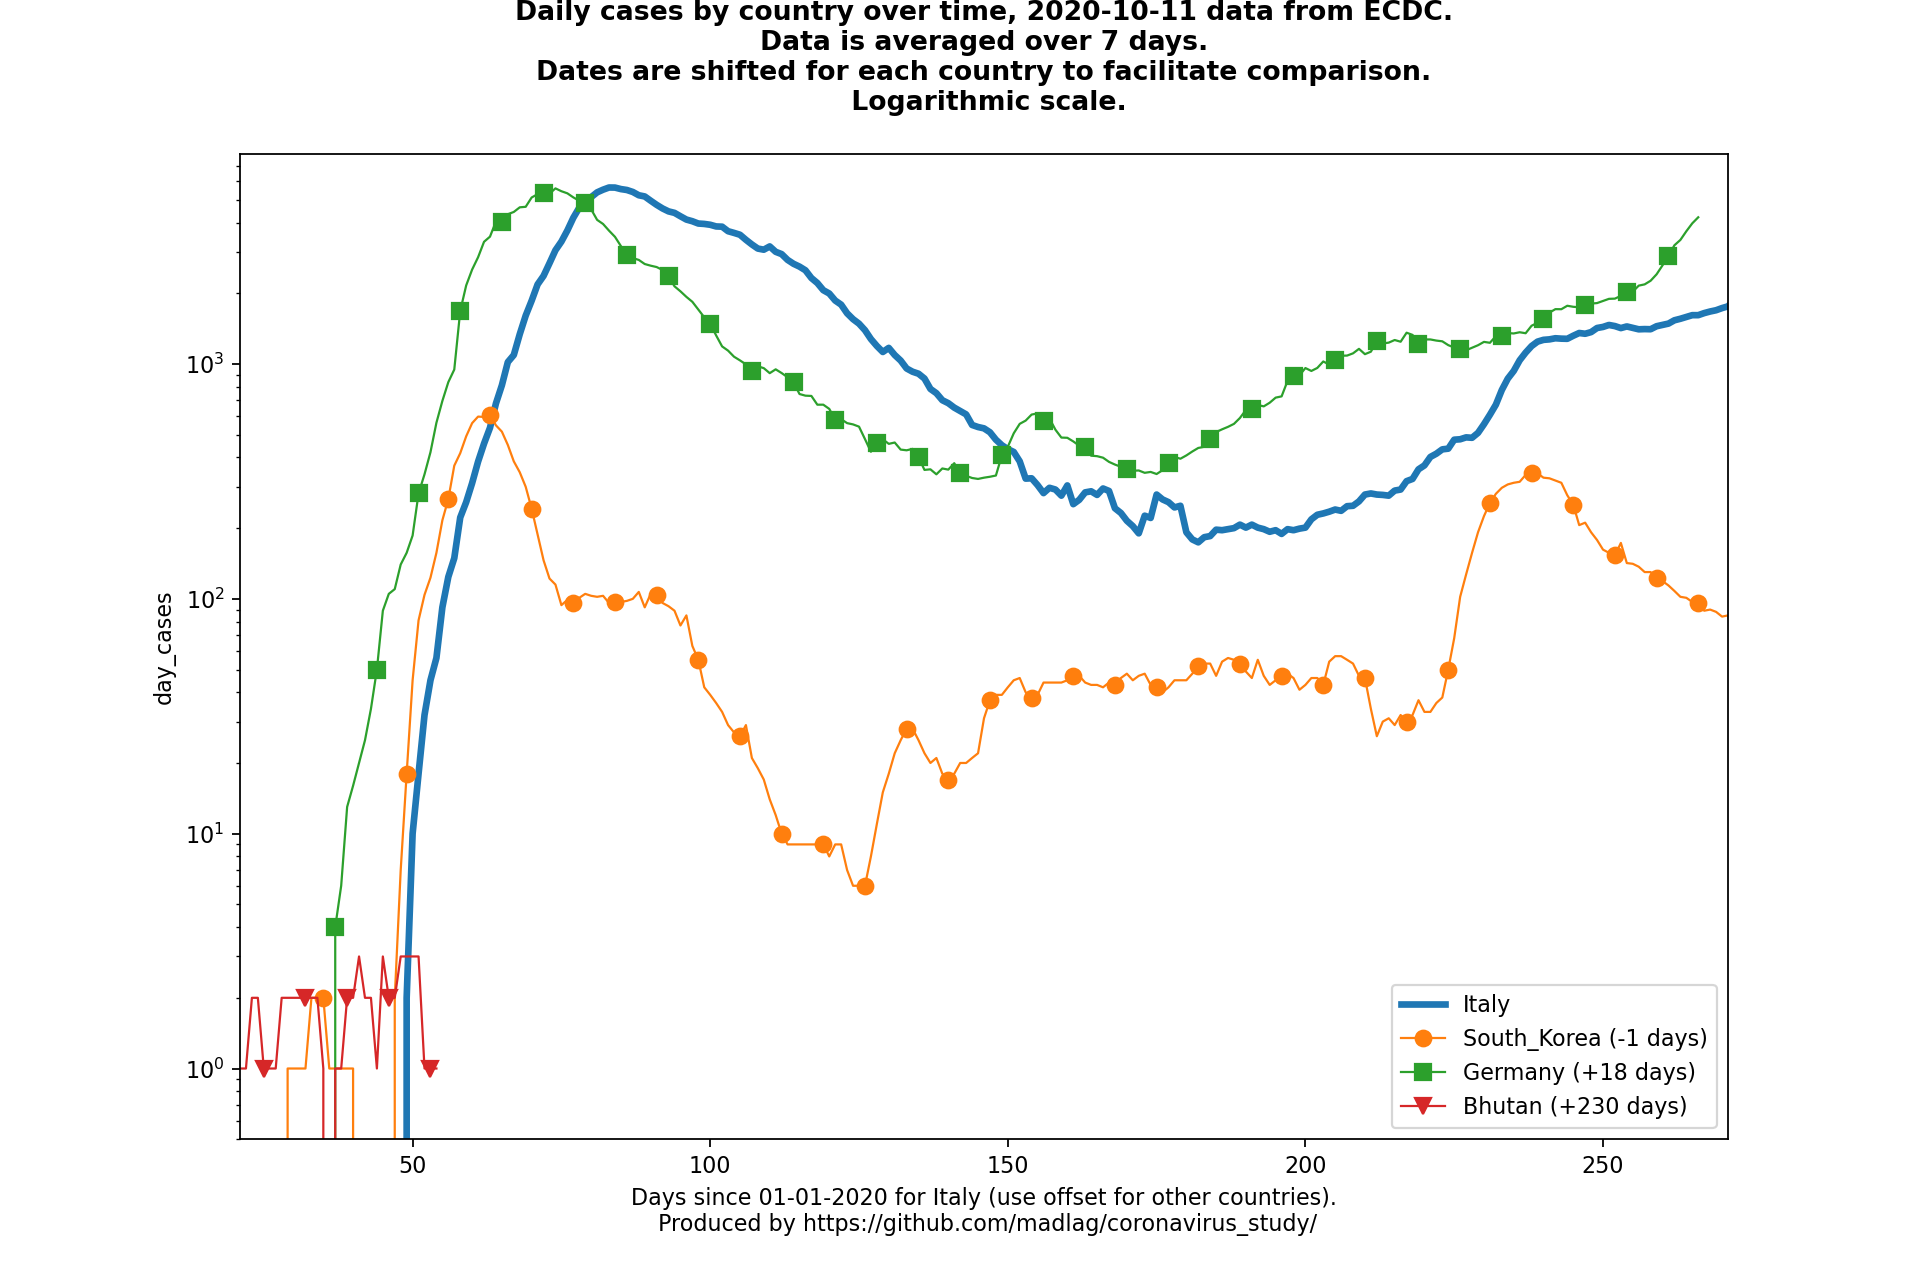 Daily cases by country over time, 2020-10-11 data from ECDC.
Data is averaged over 7 days.
Dates are shifted for each country to facilitate comparison.
Logarithmic scale.
day_cases
10³
10²
10¹
10⁰
Italy
South_Korea (-1 days)
Germany (+18 days)
Bhutan (+230 days)
50
100
150
200
250
Days since 01-01-2020 for Italy (use offset for other countries).
Produced by https://github.com/madlag/coronavirus_study/